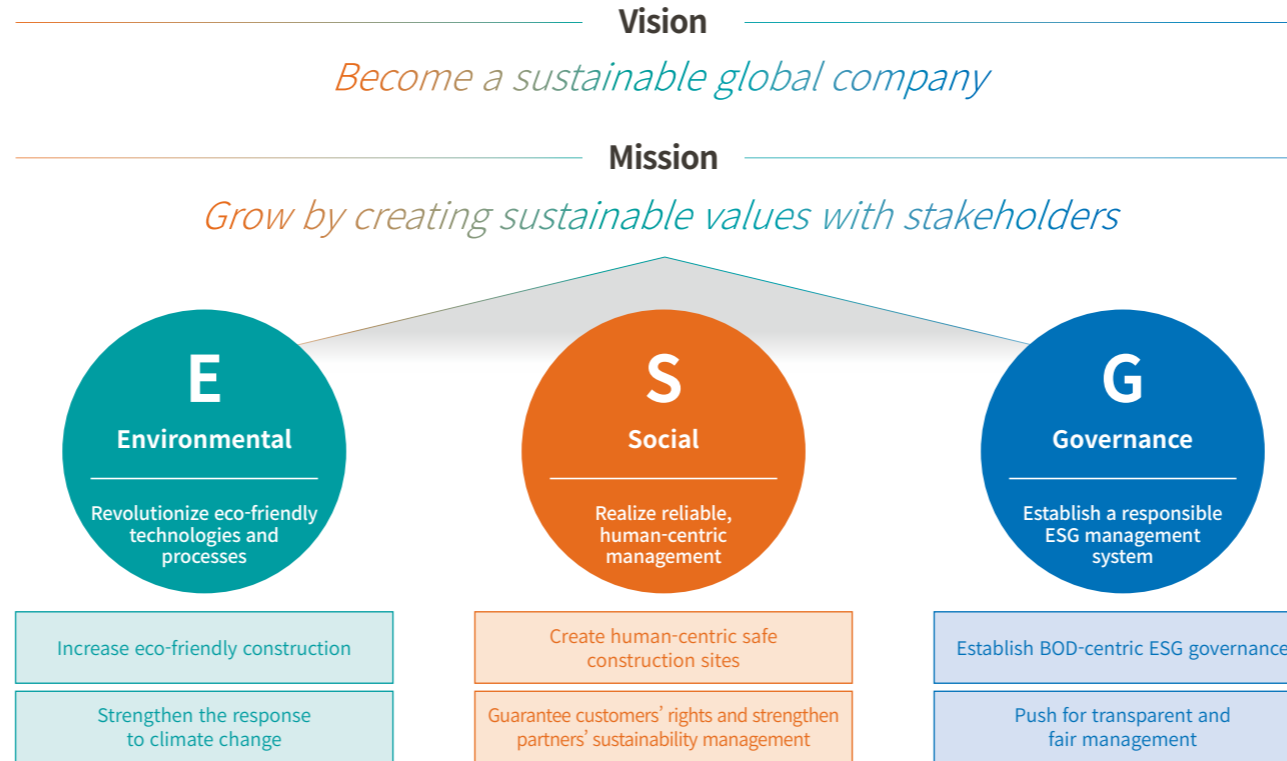 Vision
Become a sustainable global company
Mission
Grow by creating sustainable values with stakeholders
E
Environmental
Revolutionize eco-friendly
technologies and
processes
S
Social
Realize reliable,
human-centric
management
G
Governance
Establish a responsible
ESG management
system
Increase eco-friendly construction
Strengthen the response
to climate change
Create human-centric safe
construction sites
Guarantee customers’ rights and strengthen
partners’ sustainability management
Establish BOD-centric ESG governance
Push for transparent and
fair management